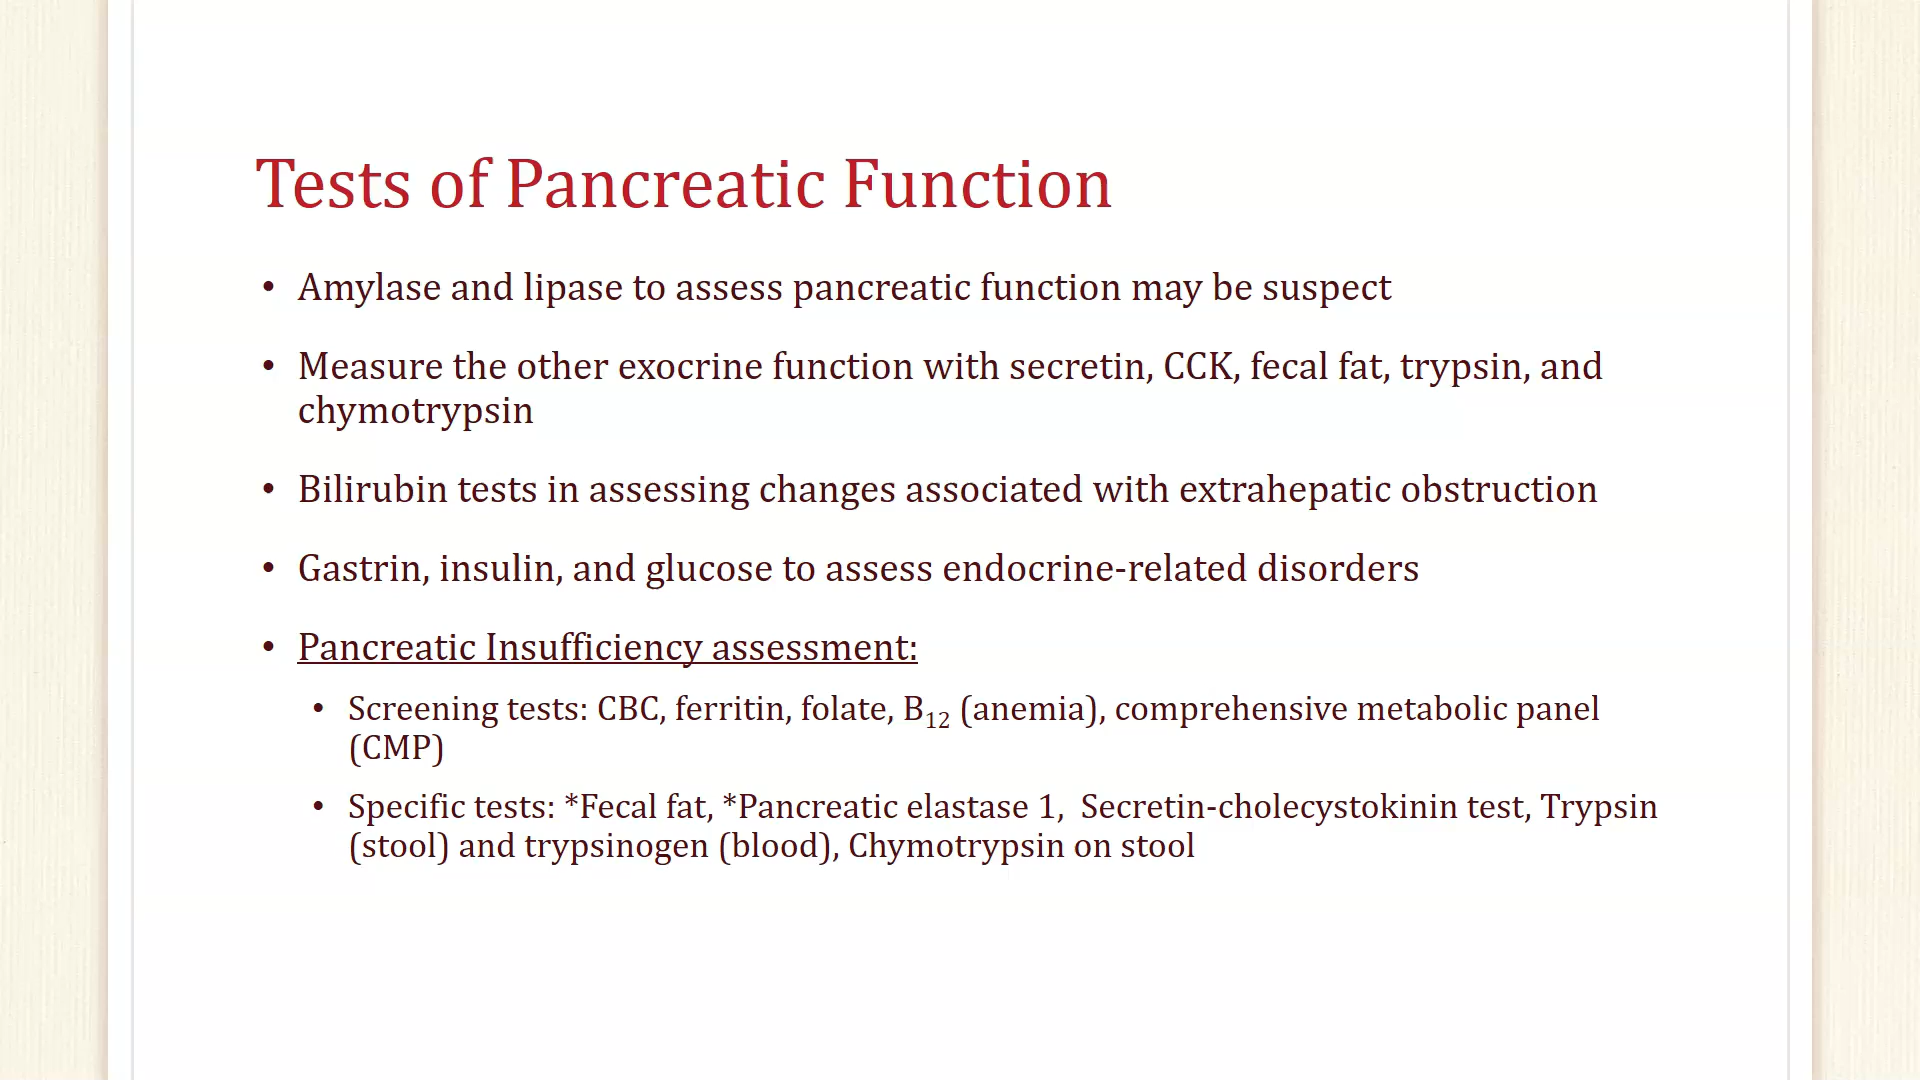 Tests of Pancreatic Function
• Amylase and lipase to assess pancreatic function may be suspect
• Measure the other exocrine function with secretin, CCK, fecal fat, trypsin, and
chymotrypsin
• Bilirubin tests in assessing changes associated with extrahepatic obstruction
• Gastrin, insulin, and glucose to assess endocrine-related disorders
• Pancreatic Insufficiency assessment:
• Screening tests: CBC, ferritin, folate, B₁₂ (anemia), comprehensive metabolic panel
(CMP)
• Specific tests: *Fecal fat, *Pancreatic elastase 1, Secretin-cholecystokinin test, Trypsin
(stool) and trypsinogen (blood), Chymotrypsin on stool